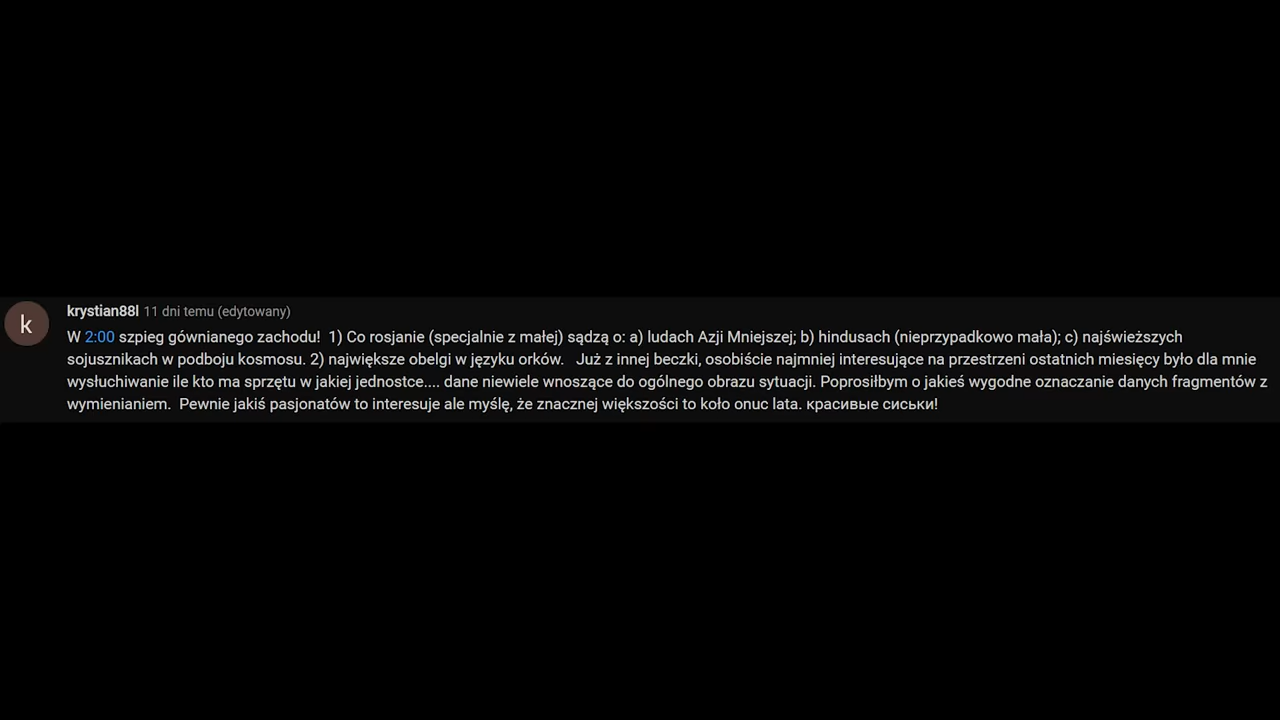 k
krystian88l 11 dni temu (edytowany)
W 2:00 szpieg gównianego zachodu!  1) Co rosjanie (specjalnie z małej) sądzą o: a) ludach Azji Mniejszej; b) hindusach (nieprzypadkowo mała); c) najświeższych
sojusznikach w podboju kosmosu. 2) największe obelgi w języku orków.   Już z innej beczki, osobiście najmniej interesujące na przestrzeni ostatnich miesięcy było dla mnie
wysłuchiwanie ile kto ma sprzętu w jakiej jednostce.... dane niewiele wnoszące do ogólnego obrazu sytuacji. Poprosiłbym o jakieś wygodne oznaczanie danych fragmentów z
wymienianiem.  Pewnie jakiś pasjonatów to interesuje ale myślę, że znacznej większości to koło onuc lata. красивые сиськи!